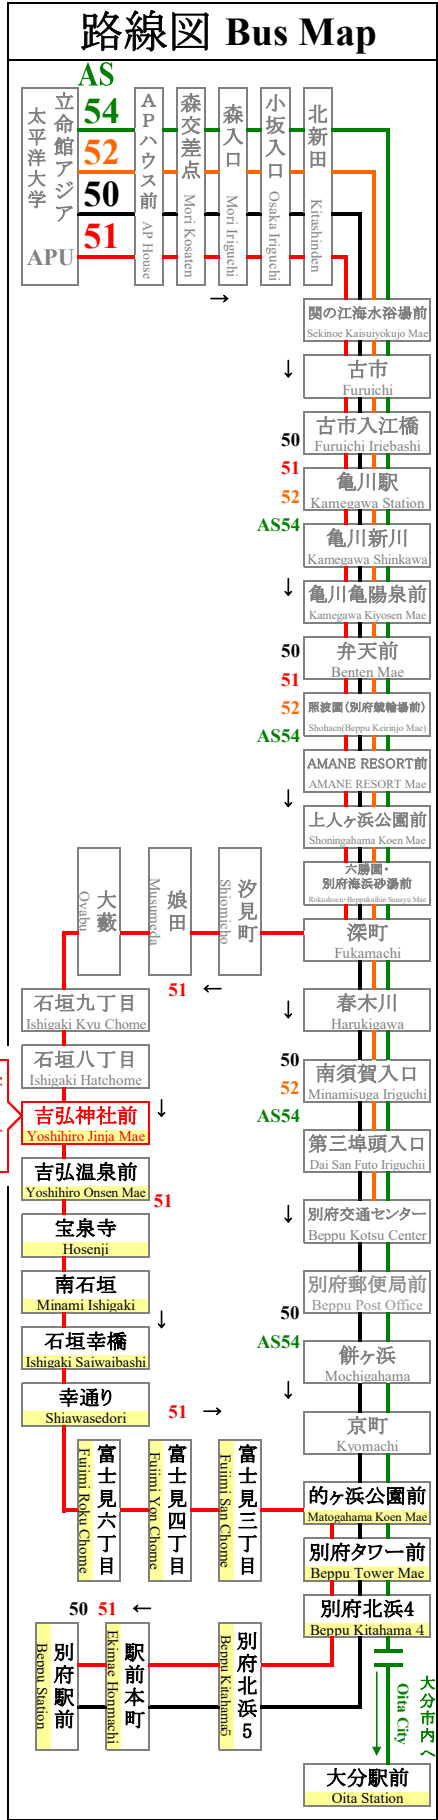 路線図 Bus Map
AS
54
52
50
51
立命館アジア
太平洋大学
APU
APハウス前
AP House
森交差点
Mori Kosaten
森入口
Mori Iriguchi
小坂入口
Osaka Iriguchi
北新田
Kitashinden
→
関の江海水浴場前
Sekinoe Kaisuiyokujo Mae
↓
古市
Furuichi
古市入江橋
Furuichi Iriebashi
50
51
52
AS54
亀川駅
Kamegawa Station
亀川新川
Kamegawa Shinkawa
↓
亀川亀陽泉前
Kamegawa Kiyosen Mae
50
51
52
AS54
弁天前
Benten Mae
照波園(別府競輪場前)
Shohaen(Beppu Keirinjo Mae)
AMANE RESORT前
AMANE RESORT Mae
↓
上人ヶ浜公園前
Shoningahama Koen Mae
六勝園・
別府海浜砂湯前
Rokushoen・Beppukaihin Sunayu Mae
深町
Fukamachi
汐見町
Shiomicho
娘田
Musumeda
大藪
Oyabu
51 ←
石垣九丁目
Ishigaki Kyu Chome
石垣八丁目
Ishigaki Hatchome
吉弘神社前
Yoshihiro Jinja Mae
↓
吉弘温泉前
Yoshihiro Onsen Mae
51
宝泉寺
Hosenji
南石垣
Minami Ishigaki
↓
石垣幸橋
Ishigaki Saiwaibashi
幸通り
Shiawasedori
51 →
富士見六丁目
Fujimi Roku Chome
富士見四丁目
Fujimi Yon Chome
富士見三丁目
Fujimi San Chome
↓
春木川
Harukigawa
50
52
AS54
南須賀入口
Minamisuga Iriguchi
第三埠頭入口
Dai San Futo Iriguchii
↓
別府交通センター
Beppu Kotsu Center
別府郵便局前
Beppu Post Office
50
AS54
餅ヶ浜
Mochigahama
↓
京町
Kyomachi
的ヶ浜公園前
Matogahama Koen Mae
別府タワー前
Beppu Tower Mae
別府北浜4
Beppu Kitahama 4
50 51 ←
別府北浜5
Beppu Kitahama5
駅前本町
Ekimae Honmachi
別府駅前
Beppu Station
大分市内へ
Oita City
大分駅前
Oita Station